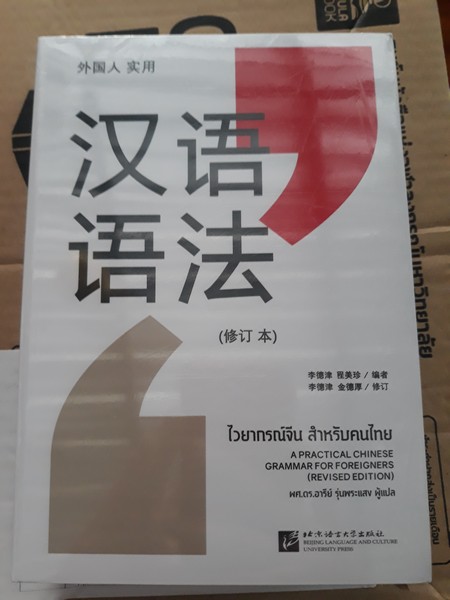 外国人 实用
汉语
语法
(修订 本)
李德津 程美珍 / 编者
李德津 金德厚 / 修订
ไวยากรณ์จีน สำหรับคนไทย
A PRACTICAL CHINESE
GRAMMAR FOR FOREIGNERS
(REVISED EDITION)
ผศ.ดร.อารีย์ รุ่นพระแสง ผู้แปล
北京语言大学出版社
BEIJING LANGUAGE AND CULTURE
UNIVERSITY PRESS